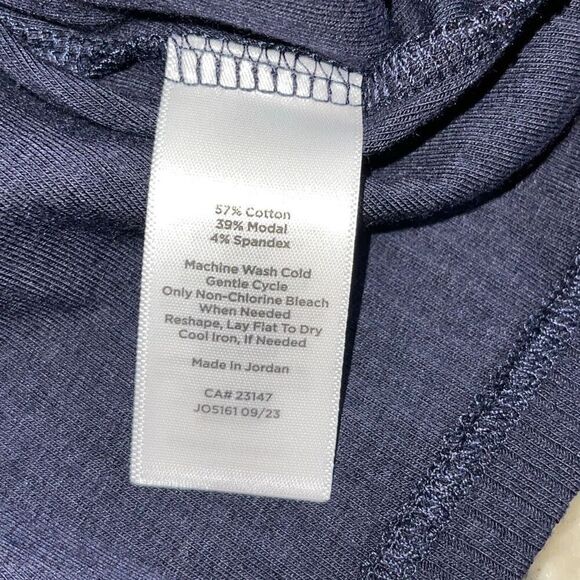 57% Cotton
39% Modal
4% Spandex
Machine Wash Cold
Gentle Cycle
Only Non-Chlorine Bleach
When Needed
Reshape, Lay Flat To Dry
Cool Iron, If Needed
Made In Jordan
CA# 23147
JO5161 09/23